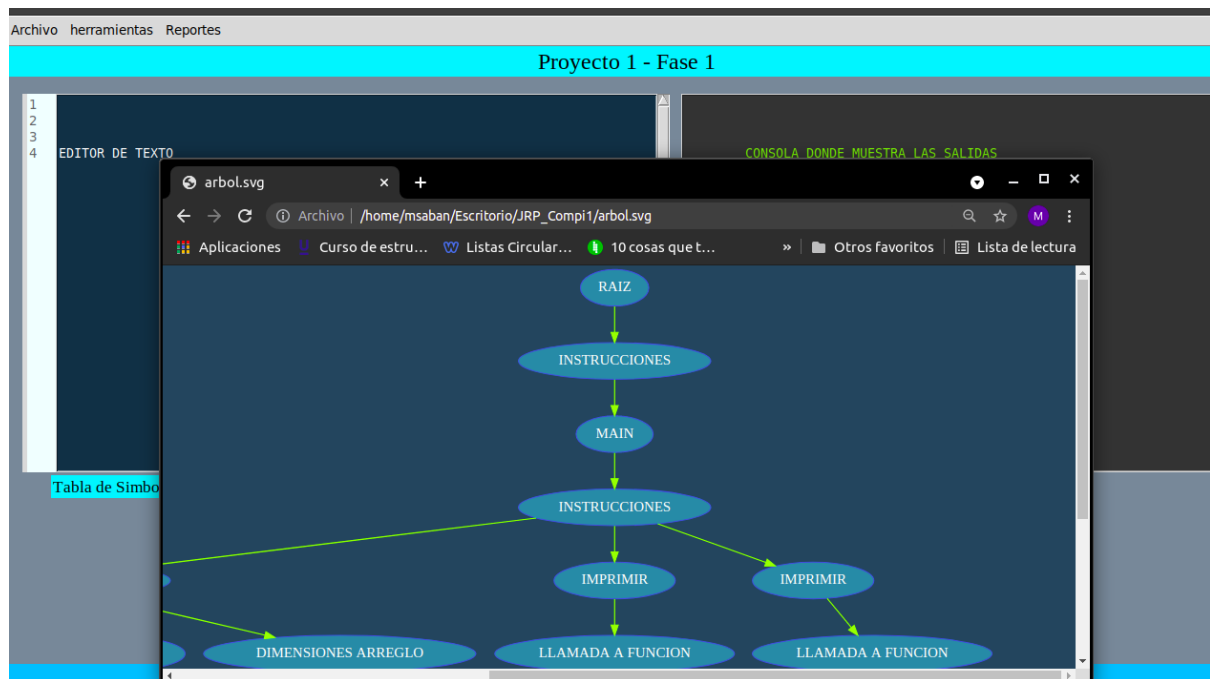 Archivo herramientas Reportes
Proyecto 1 - Fase 1
1
2
3
4 EDITOR DE TEXTO
CONSOLA DONDE MUESTRA LAS SALIDAS
arbol.svg
Archivo | /home/msaban/Escritorio/JRP_Compi1/arbol.svg
M
Aplicaciones Curso de estru... Listas Circular... 10 cosas que t... » Otros favoritos Lista de lectura
RAIZ
INSTRUCCIONES
MAIN
INSTRUCCIONES
Tabla de Simbo
IMPRIMIR IMPRIMIR
DIMENSIONES ARREGLO LLAMADA A FUNCION LLAMADA A FUNCION